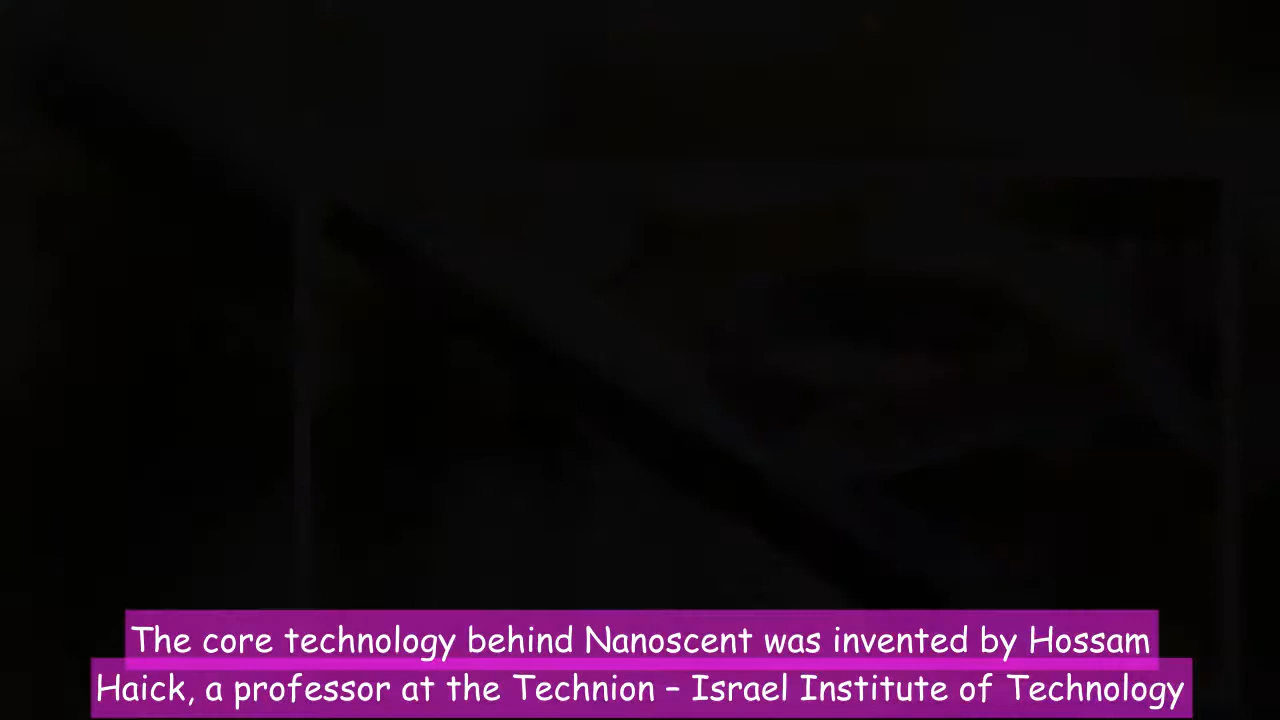 The core technology behind Nanoscent was invented by Hossam
Haick, a professor at the Technion – Israel Institute of Technology